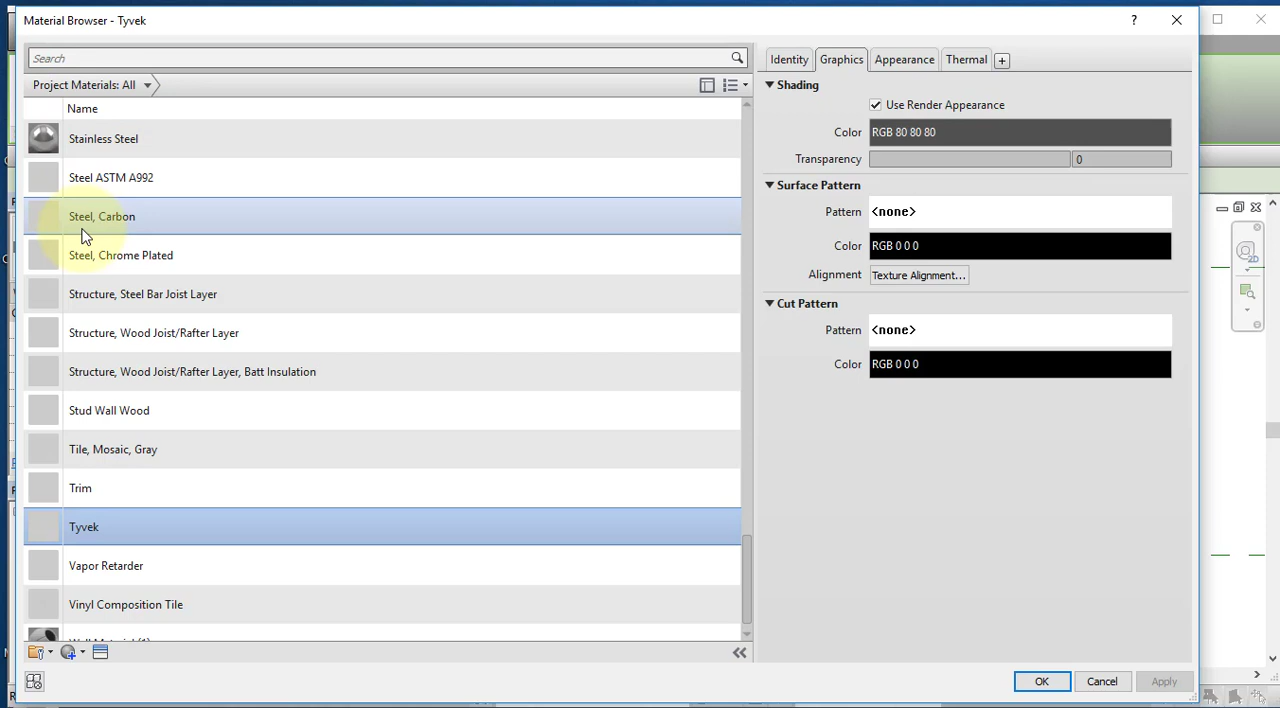 Material Browser - Tyvek
?
Search
Project Materials: All
Name
Stainless Steel
Steel ASTM A992
Steel, Carbon
Steel, Chrome Plated
Structure, Steel Bar Joist Layer
Structure, Wood Joist/Rafter Layer
Structure, Wood Joist/Rafter Layer, Batt Insulation
Stud Wall Wood
Tile, Mosaic, Gray
Trim
Tyvek
Vapor Retarder
Vinyl Composition Tile
Wall Material (1)
Identity
Graphics
Appearance
Thermal
Shading
Use Render Appearance
Color
RGB 80 80 80
Transparency
0
Surface Pattern
Pattern
<none>
Color
RGB 0 0 0
Alignment
Texture Alignment...
Cut Pattern
Pattern
<none>
Color
RGB 0 0 0
OK
Cancel
Apply
2D